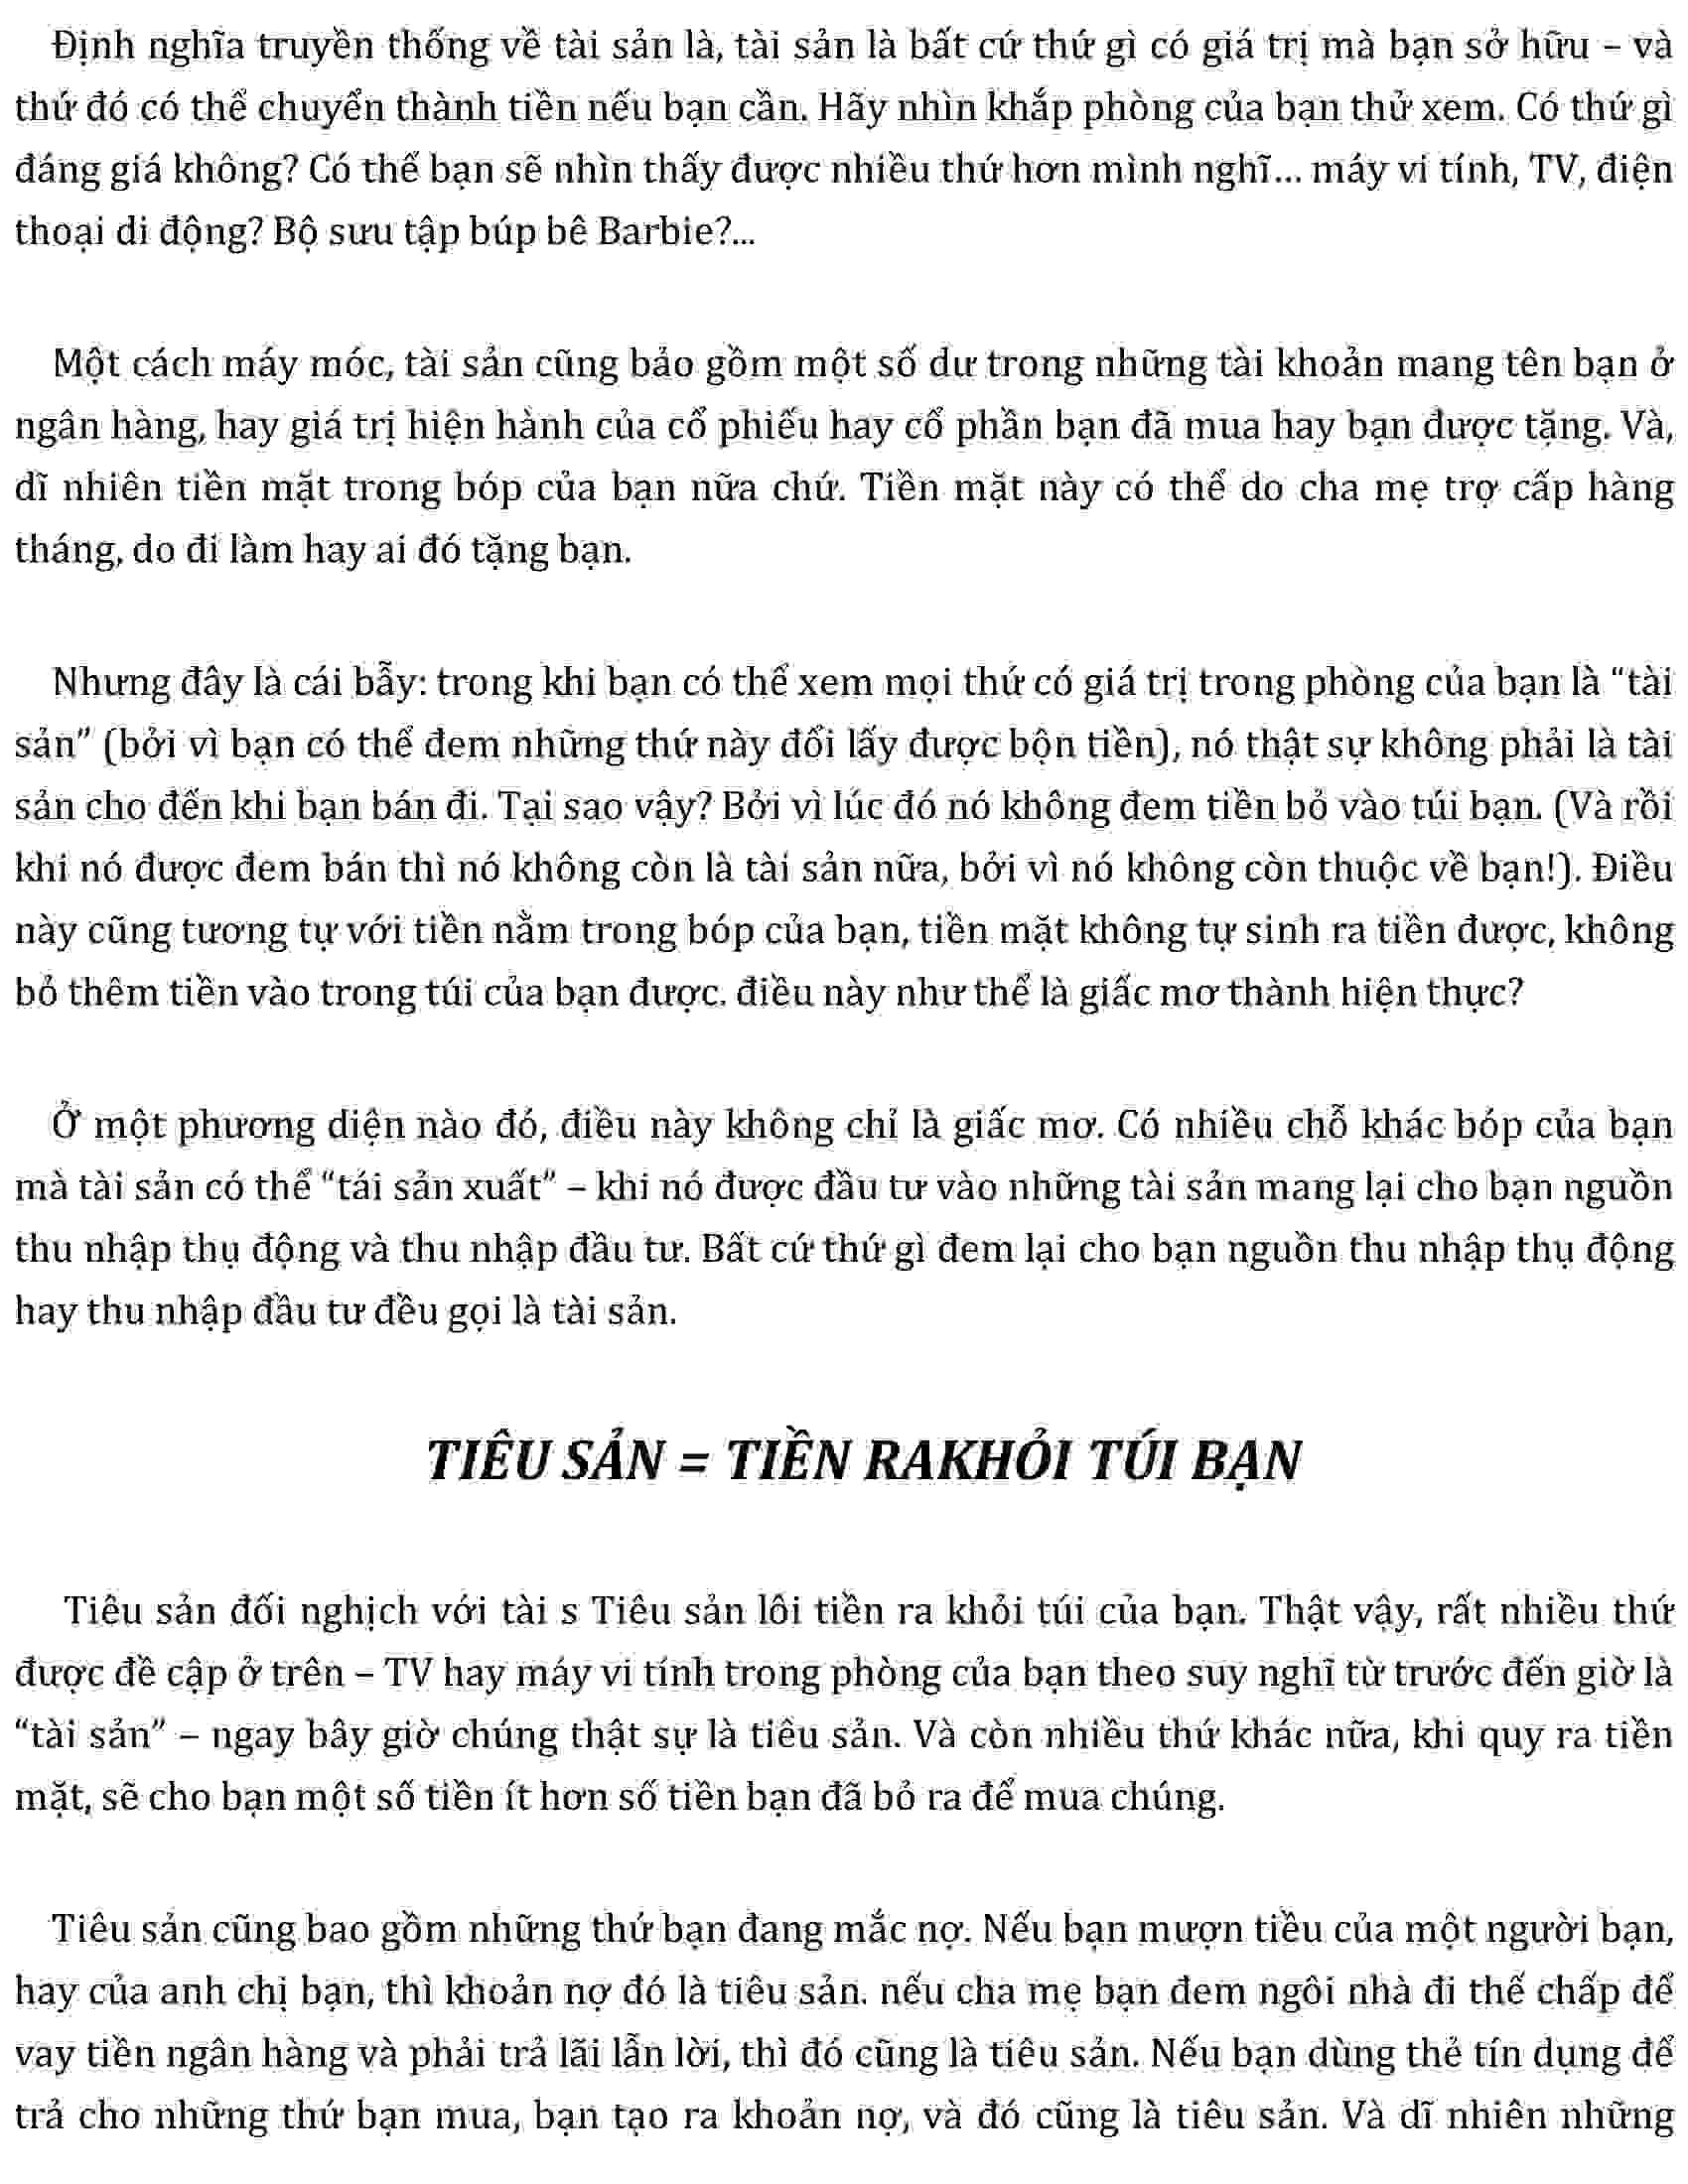 Định nghĩa truyền thống về tài sản là, tài sản là bất cứ thứ gì có giá trị mà bạn sở hữu – và
thứ đó có thể chuyển thành tiền nếu bạn cần. Hãy nhìn khắp phòng của bạn thử xem. Có thứ gì
đáng giá không? Có thể bạn sẽ nhìn thấy được nhiều thứ hơn mình nghĩ... máy vi tính, TV, điện
thoại di động? Bộ sưu tập búp bê Barbie?...
Một cách máy móc, tài sản cũng bảo gồm một số dư trong những tài khoản mang tên bạn ở
ngân hàng, hay giá trị hiện hành của cổ phiếu hay cổ phần bạn đã mua hay bạn được tặng. Và,
dĩ nhiên tiền mặt trong bóp của bạn nữa chứ. Tiền mặt này có thể do cha mẹ trợ cấp hàng
tháng, do đi làm hay ai đó tặng bạn.
Nhưng đây là cái bẫy: trong khi bạn có thể xem mọi thứ có giá trị trong phòng của bạn là “tài
sản” (bởi vì bạn có thể đem những thứ này đổi lấy được bộn tiền), nó thật sự không phải là tài
sản cho đến khi bạn bán đi. Tại sao vậy? Bởi vì lúc đó nó không đem tiền bỏ vào túi bạn. (Và rồi
khi nó được đem bán thì nó không còn là tài sản nữa, bởi vì nó không còn thuộc về bạn!). Điều
này cũng tương tự với tiền nằm trong bóp của bạn, tiền mặt không tự sinh ra tiền được, không
bỏ thêm tiền vào trong túi của bạn được. điều này như thể là giấc mơ thành hiện thực?
Ở một phương diện nào đó, điều này không chỉ là giấc mơ. Có nhiều chỗ khác bóp của bạn
mà tài sản có thể “tái sản xuất” – khi nó được đầu tư vào những tài sản mang lại cho bạn nguồn
thu nhập thụ động và thu nhập đầu tư. Bất cứ thứ gì đem lại cho bạn nguồn thu nhập thụ động
hay thu nhập đầu tư đều gọi là tài sản.
TIÊU SẢN = TIỀN RAKHỎI TÚI BẠN
Tiêu sản đối nghịch với tài s Tiêu sản lôi tiền ra khỏi túi của bạn. Thật vậy, rất nhiều thứ
được đề cập ở trên – TV hay máy vi tính trong phòng của bạn theo suy nghĩ từ trước đến giờ là
“tài sản” – ngay bây giờ chúng thật sự là tiêu sản. Và còn nhiều thứ khác nữa, khi quy ra tiền
mặt, sẽ cho bạn một số tiền ít hơn số tiền bạn đã bỏ ra để mua chúng.
Tiêu sản cũng bao gồm những thứ bạn đang mắc nợ. Nếu bạn mượn tiều của một người bạn,
hay của anh chị bạn, thì khoản nợ đó là tiêu sản. nếu cha mẹ bạn đem ngôi nhà đi thế chấp để
vay tiền ngân hàng và phải trả lãi lẫn lời, thì đó cũng là tiêu sản. Nếu bạn dùng thẻ tín dụng để
trả cho những thứ bạn mua, bạn tạo ra khoản nợ, và đó cũng là tiêu sản. Và dĩ nhiên những